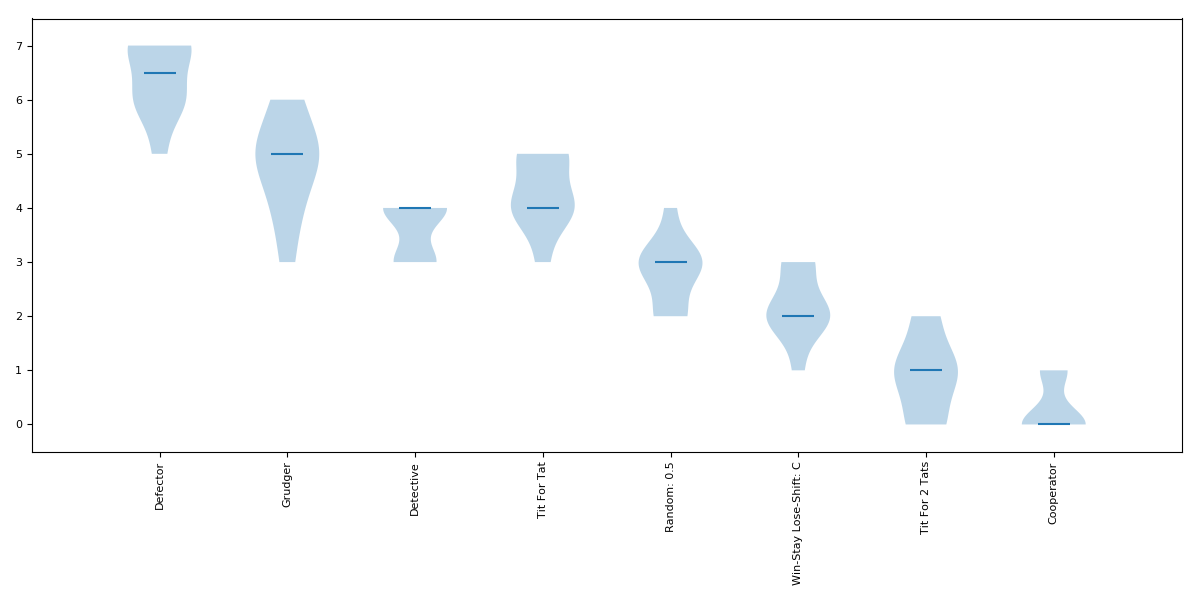 7
6
5
4
3
2
1
0
Defector
Grudger
Detective
Tit For Tat
Random: 0.5
Win-Stay Lose-Shift: C
Tit For 2 Tats
Cooperator